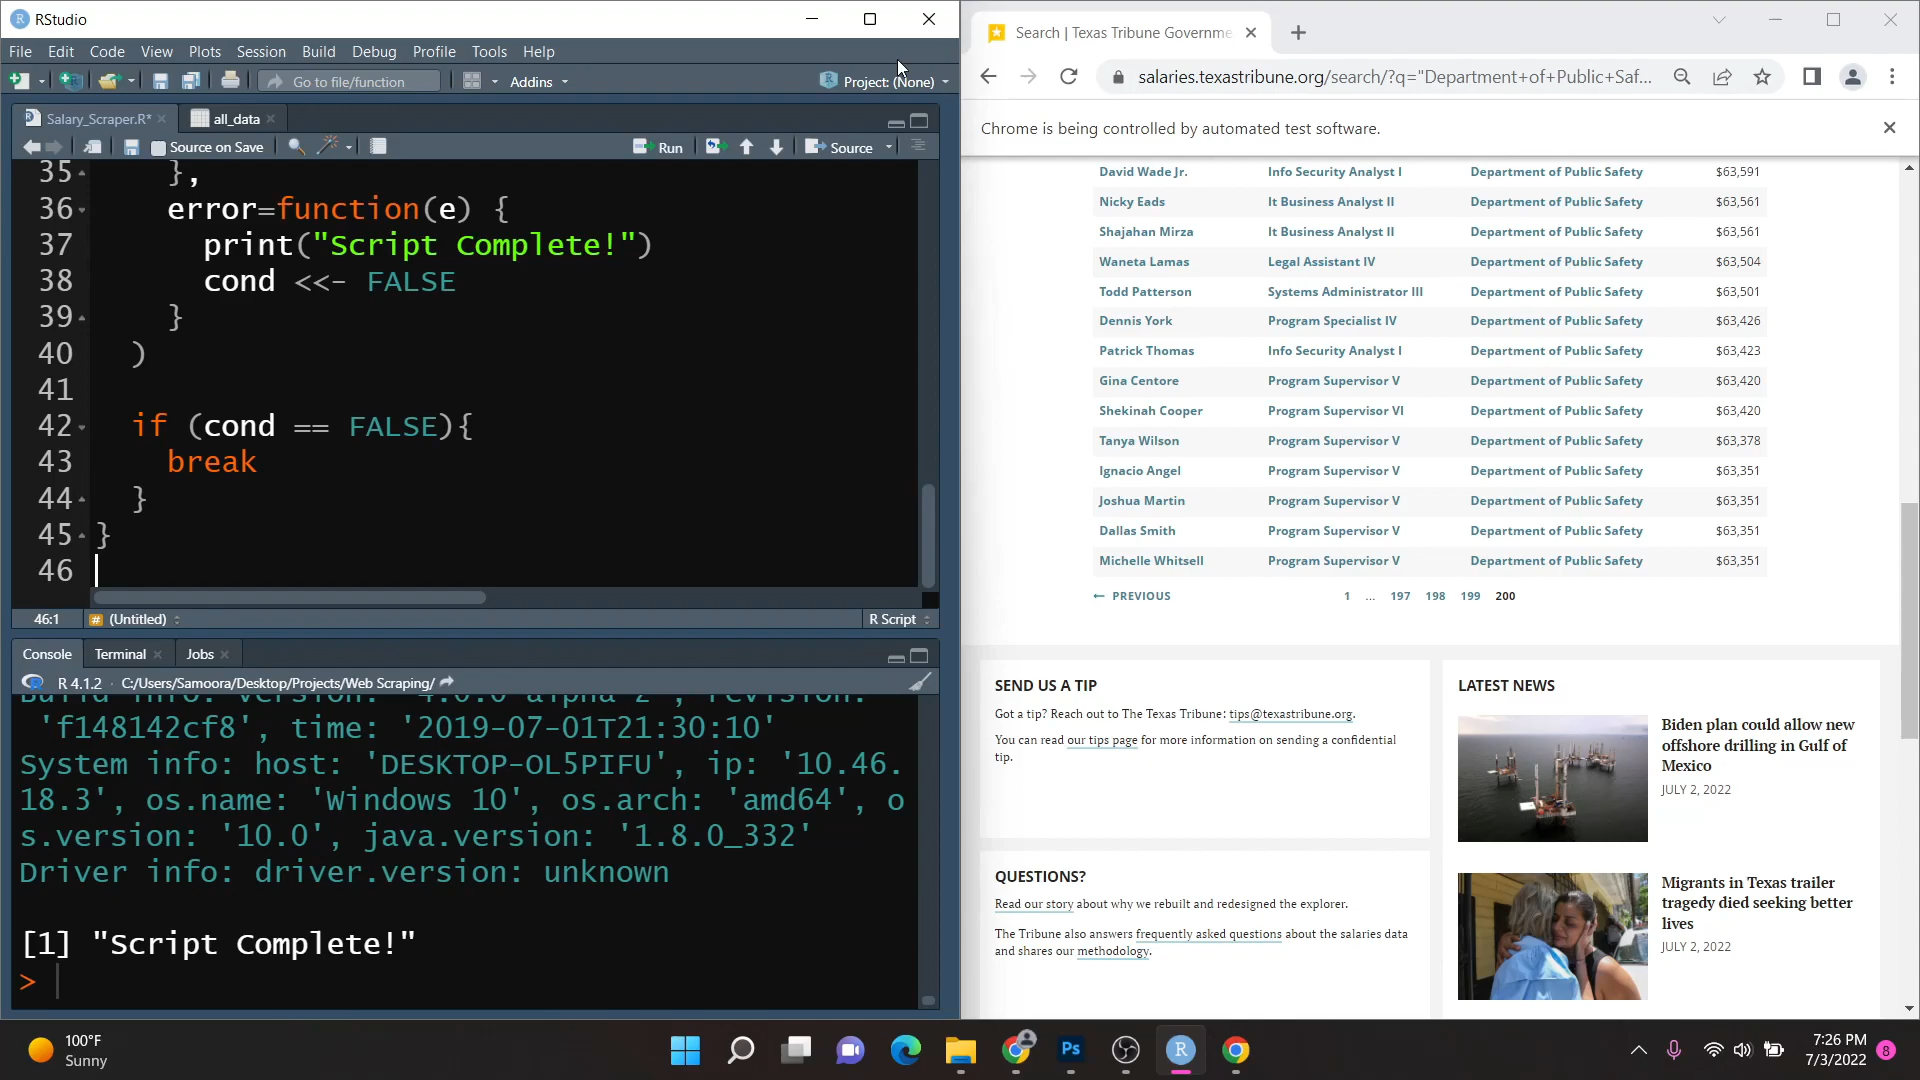 RStudio
File Edit Code View Plots Session Build Debug Profile Tools Help
Go to file/function
Addins
Project: (None)
Salary_Scraper.R*
all_data
Source on Save
Run
Source
35 },
36 error=function(e) {
37 print("Script Complete!")
38 cond <<- FALSE
39 }
40 )
41
42 if (cond == FALSE){
43 break
44 }
45 }
46
46:1 # (Untitled) R Script
Console Terminal Jobs
R 4.1.2 C:/Users/Samoora/Desktop/Projects/Web Scraping/
Build info: version: '4.0.0-alpha-2', revision:
'f148142cf8', time: '2019-07-01T21:30:10'
System info: host: 'DESKTOP-OL5PIFU', ip: '10.46.
18.3', os.name: 'Windows 10', os.arch: 'amd64', o
s.version: '10.0', java.version: '1.8.0_332'
Driver info: driver.version: unknown
[1] "Script Complete!"
>
Search | Texas Tribune Governme
salaries.texastribune.org/search/?q="Department+of+Public+Saf...
Chrome is being controlled by automated test software.
David Wade Jr. Info Security Analyst I Department of Public Safety $63,591
Nicky Eads It Business Analyst II Department of Public Safety $63,561
Shajahan Mirza It Business Analyst II Department of Public Safety $63,561
Waneta Lamas Legal Assistant IV Department of Public Safety $63,504
Todd Patterson Systems Administrator III Department of Public Safety $63,501
Dennis York Program Specialist IV Department of Public Safety $63,426
Patrick Thomas Info Security Analyst I Department of Public Safety $63,423
Gina Centore Program Supervisor V Department of Public Safety $63,420
Shekinah Cooper Program Supervisor VI Department of Public Safety $63,420
Tanya Wilson Program Supervisor V Department of Public Safety $63,378
Ignacio Angel Program Supervisor V Department of Public Safety $63,351
Joshua Martin Program Supervisor V Department of Public Safety $63,351
Dallas Smith Program Supervisor V Department of Public Safety $63,351
Michelle Whitsell Program Supervisor V Department of Public Safety $63,351
← PREVIOUS 1 ... 197 198 199 200
SEND US A TIP
Got a tip? Reach out to The Texas Tribune: tips@texastribune.org.
You can read our tips page for more information on sending a confidential
tip.
QUESTIONS?
Read our story about why we rebuilt and redesigned the explorer.
The Tribune also answers frequently asked questions about the salaries data
and shares our methodology.
LATEST NEWS
Biden plan could allow new
offshore drilling in Gulf of
Mexico
JULY 2, 2022
Migrants in Texas trailer
tragedy died seeking better
lives
JULY 2, 2022
100°F
Sunny
Ps
R
7:26 PM
7/3/2022
8